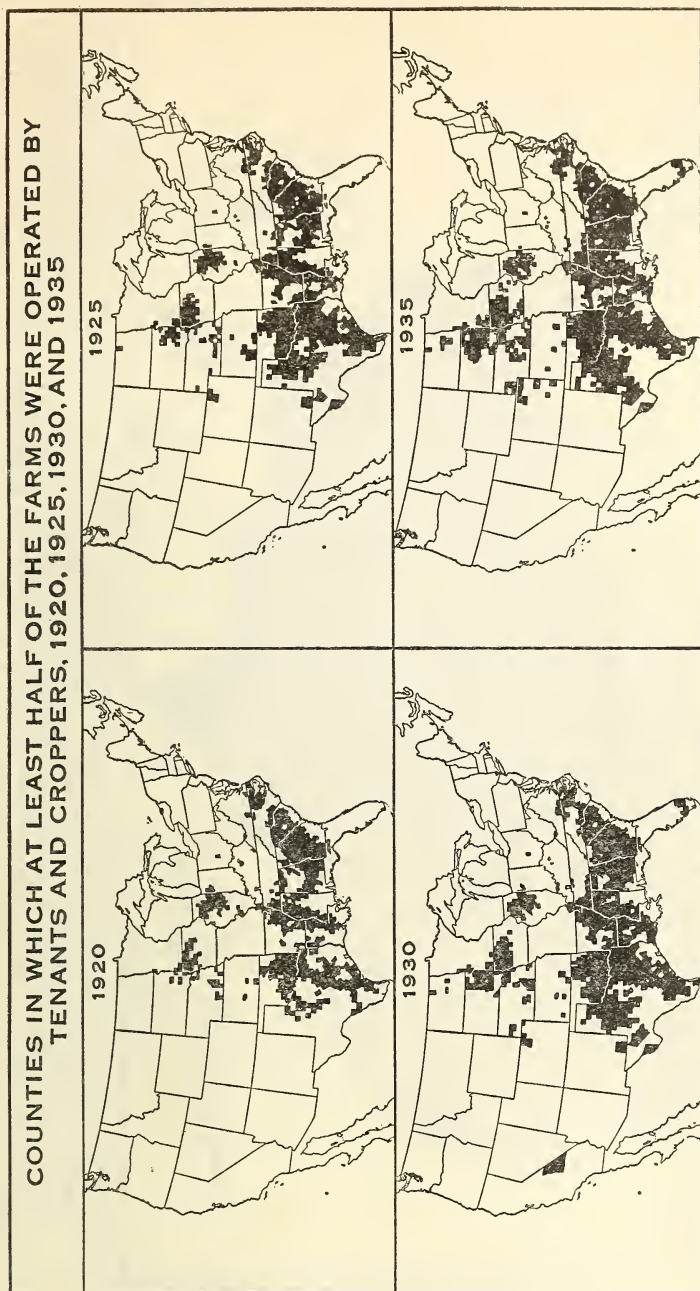 COUNTIES IN WHICH AT LEAST HALF OF THE FARMS WERE OPERATED BY
TENANTS AND CROPPERS, 1920, 1925, 1930, AND 1935
1920
1925
1930
1935